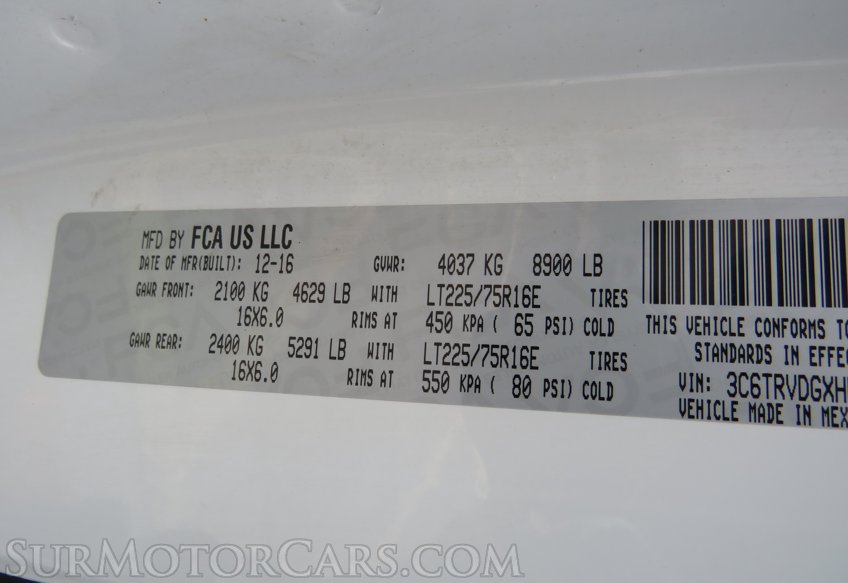 MFD BY FCA US LLC
DATE OF MFR(BUILT): 12-16 GVWR: 4037 KG 8900 LB
GAWR FRONT: 2100 KG 4629 LB WITH LT225/75R16E TIRES
16X6.0 RIMS AT 450 KPA ( 65 PSI) COLD
GAWR REAR: 2400 KG 5291 LB WITH LT225/75R16E TIRES
16X6.0 RIMS AT 550 KPA ( 80 PSI) COLD
THIS VEHICLE CONFORMS TO
STANDARDS IN EFFE
VIN: 3C6TRVDGXH
VEHICLE MADE IN MEX
SurMotorCars.com